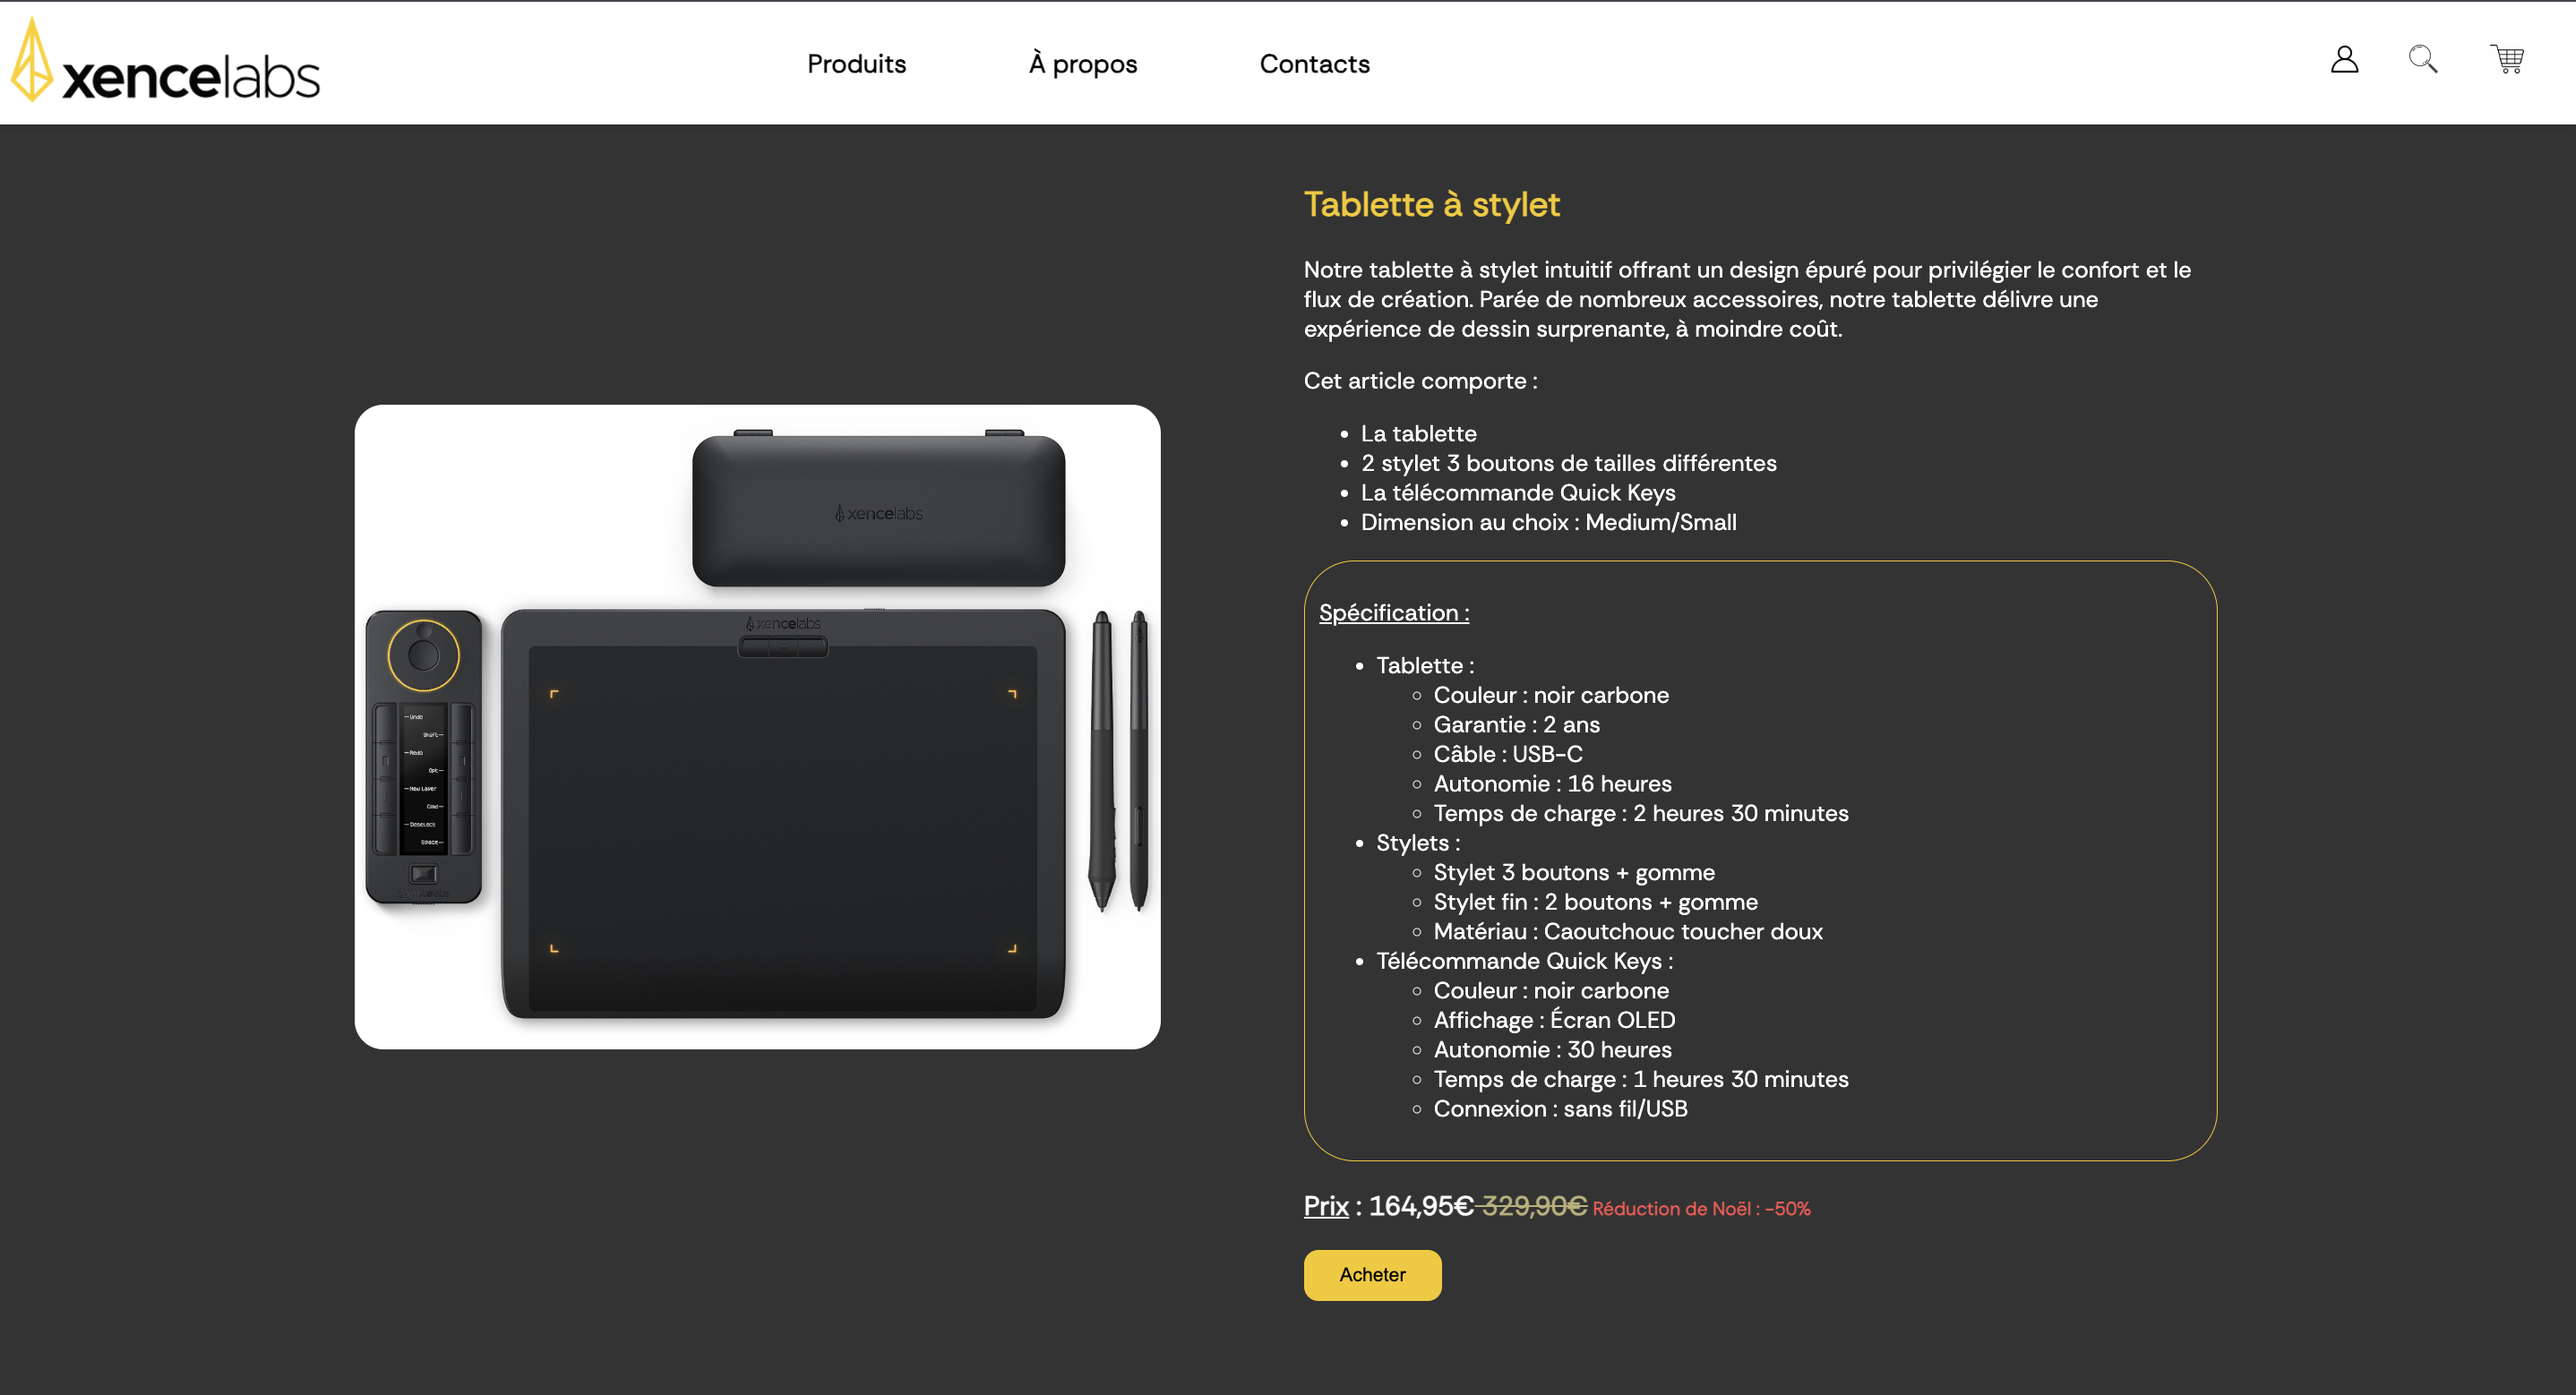 xencelabs
Produits
À propos
Contacts
Tablette à stylet
Notre tablette à stylet intuitif offrant un design épuré pour privilégier le confort et le
flux de création. Parée de nombreux accessoires, notre tablette délivre une
expérience de dessin surprenante, à moindre coût.
Cet article comporte :
La tablette
2 stylet 3 boutons de tailles différentes
La télécommande Quick Keys
Dimension au choix : Medium/Small
xencelabs
xencelabs
Undo
Shift
Redo
Opt
New Layer
Cmd
Deselect
Space
xencelabs
Spécification :
Tablette :
Couleur : noir carbone
Garantie : 2 ans
Câble : USB-C
Autonomie : 16 heures
Temps de charge : 2 heures 30 minutes
Stylets :
Stylet 3 boutons + gomme
Stylet fin : 2 boutons + gomme
Matériau : Caoutchouc toucher doux
Télécommande Quick Keys :
Couleur : noir carbone
Affichage : Écran OLED
Autonomie : 30 heures
Temps de charge : 1 heures 30 minutes
Connexion : sans fil/USB
Prix : 164,95€ 329,90€ Réduction de Noël : -50%
Acheter